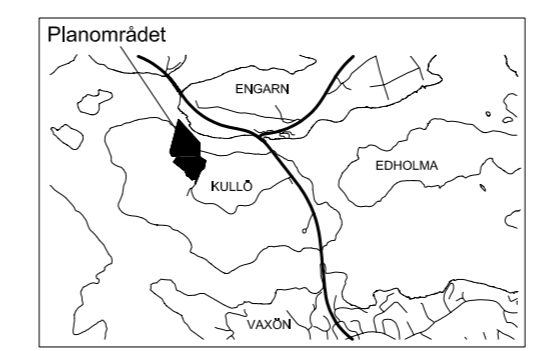 Planområdet
ENGARN
EDHOLMA
KULLÖ
VAXÖN